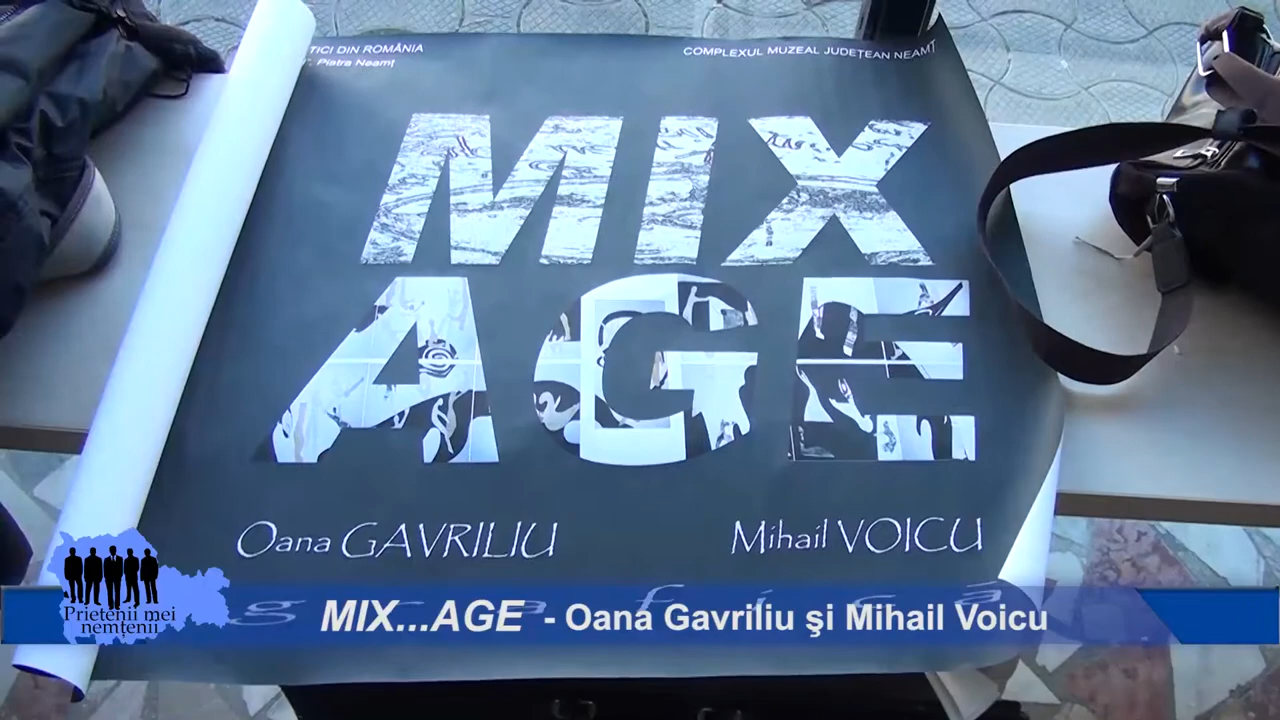 TICI DIN ROMÂNIA
COMPLEXUL MUZEAL JUDEȚEAN NEAMȚ
Piatra Neamț
MIX
AGE
Oana GAVRILIU
Mihail VOICU
Prietenii mei
nemțenii
MIX...AGE - Oana Gavriliu şi Mihail Voicu